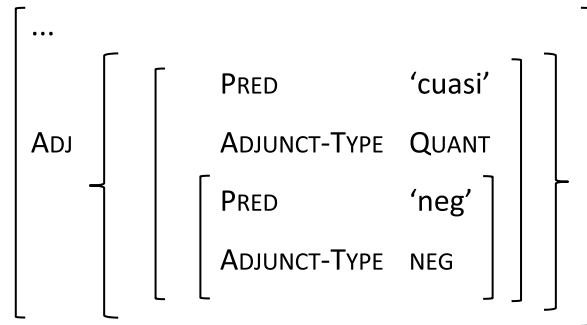 ...
PRED ‘cuasi’
ADJ ADJUNCT-TYPE QUANT
PRED ‘neg’
ADJUNCT-TYPE NEG